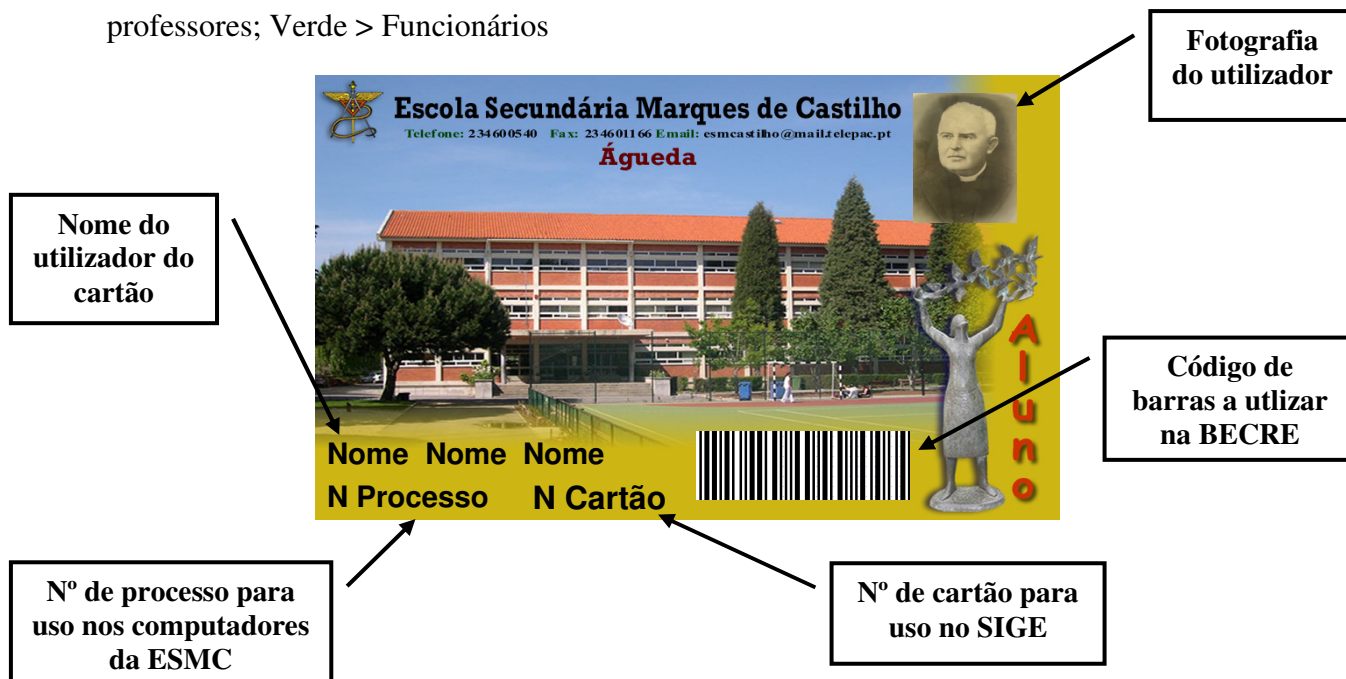 professores; Verde > Funcionários
Fotografia
do utilizador
Escola Secundária Marques de Castilho
Telefone: 234600540 Fax: 234601166 Email: esmcastilho@mail.telepac.pt
Águeda
Nome do
utilizador do
cartão
Aluno
Código de
barras a utlizar
na BECRE
Nome Nome Nome
N Processo N Cartão
Nº de processo para
uso nos computadores
da ESMC
Nº de cartão para
uso no SIGE